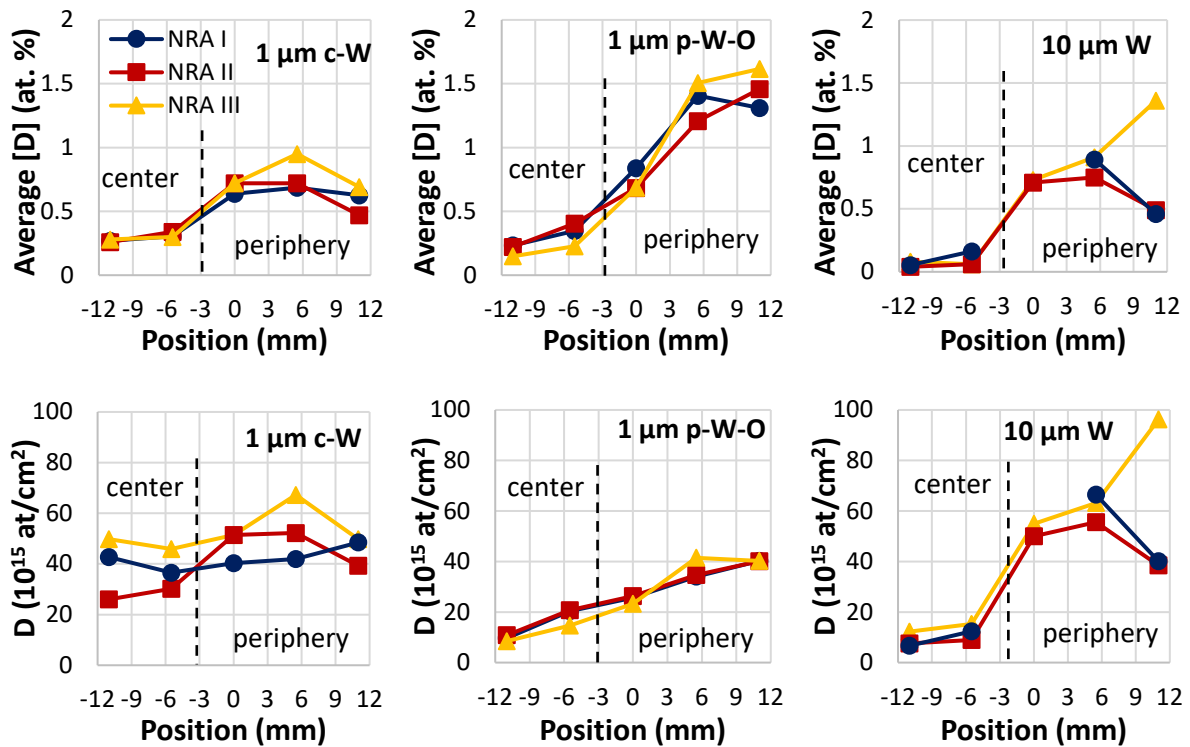 Average [D] (at. %)
2
1.5
1
0.5
0
NRA I
NRA II
NRA III
1 µm c-W
center
periphery
-12 -9 -6 -3 0 3 6 9 12
Position (mm)
Average [D] (at. %)
2
1.5
1
0.5
0
1 µm p-W-O
center
periphery
-12 -9 -6 -3 0 3 6 9 12
Position (mm)
Average [D] (at. %)
2
1.5
1
0.5
0
10 µm W
center
periphery
-12 -9 -6 -3 0 3 6 9 12
Position (mm)
D (10¹⁵ at/cm²)
100
80
60
40
20
0
1 µm c-W
center
periphery
-12 -9 -6 -3 0 3 6 9 12
Position (mm)
D (10¹⁵ at/cm²)
100
80
60
40
20
0
1 µm p-W-O
center
periphery
-12 -9 -6 -3 0 3 6 9 12
Position (mm)
D (10¹⁵ at/cm²)
100
80
60
40
20
0
10 µm W
center
periphery
-12 -9 -6 -3 0 3 6 9 12
Position (mm)